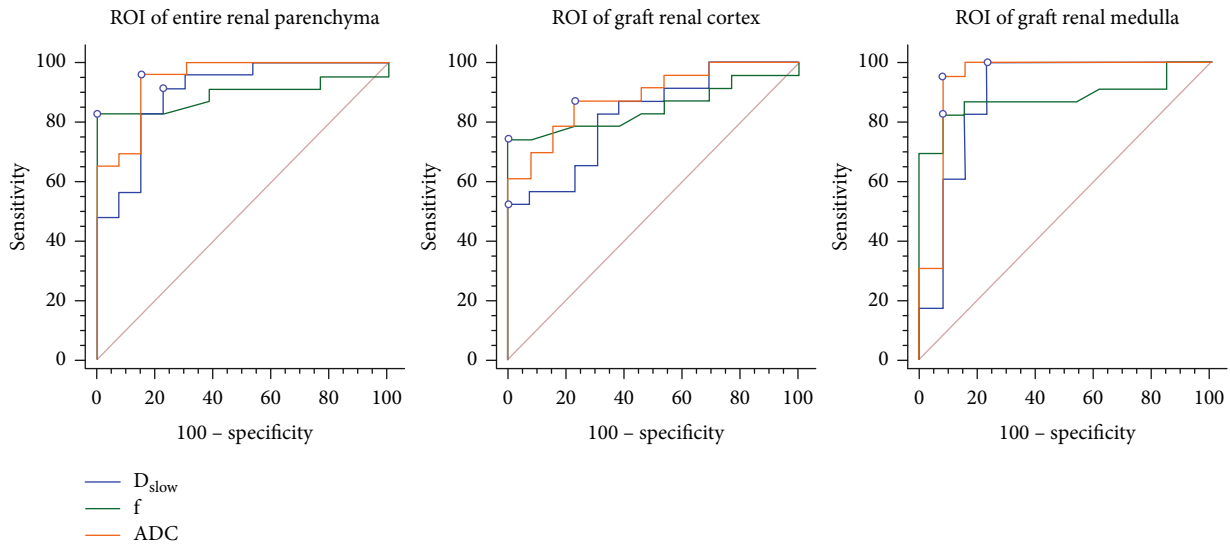 ROI of entire renal parenchyma
ROI of graft renal cortex
ROI of graft renal medulla
100
80
60
40
20
0
Sensitivity
0 20 40 60 80 100
100 – specificity
100
80
60
40
20
0
Sensitivity
0 20 40 60 80 100
100 – specificity
100
80
60
40
20
0
Sensitivity
0 20 40 60 80 100
100 – specificity
Dslow
f
ADC